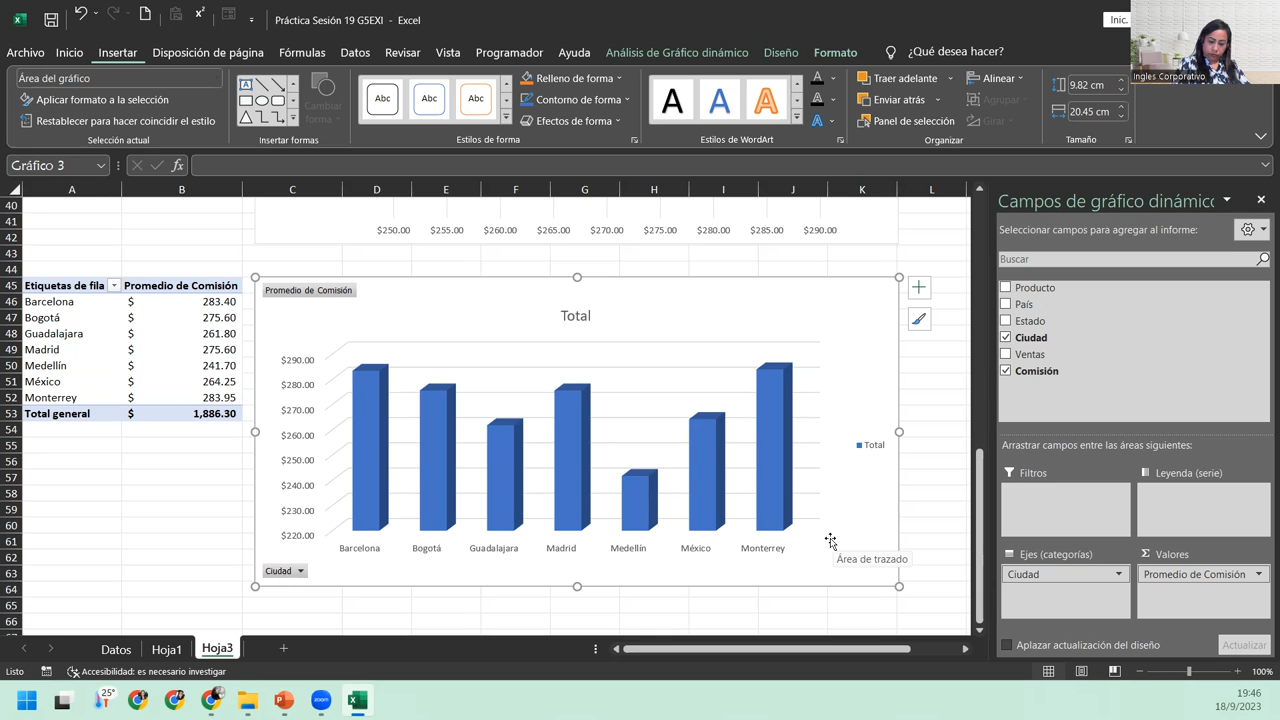 Práctica Sesión 19 G5EXI - Excel
Inic.
Archivo Inicio Insertar Disposición de página Fórmulas Datos Revisar Vista Programador Ayuda Análisis de Gráfico dinámico Diseño Formato ¿Qué desea hacer?
Ingles Corporativo
Área del gráfico
Aplicar formato a la selección
Restablecer para hacer coincidir el estilo
Selección actual
Cambiar forma
Insertar formas
Abc Abc Abc
Relleno de forma
Contorno de forma
Efectos de forma
Estilos de forma
A A A
Estilos de WordArt
Traer adelante
Enviar atrás
Panel de selección
Alinear
Agrupar
Girar
Organizar
9.82 cm
20.45 cm
Tamaño
Gráfico 3
fx
A B C D E F G H I J K L
40
41
42
43
44
45
46
47
48
49
50
51
52
53
54
55
56
57
58
59
60
61
62
63
64
65
66
$250.00 $255.00 $260.00 $265.00 $270.00 $275.00 $280.00 $285.00 $290.00
Etiquetas de fila Promedio de Comisión
Barcelona $ 283.40
Bogotá $ 275.60
Guadalajara $ 261.80
Madrid $ 275.60
Medellín $ 241.70
México $ 264.25
Monterrey $ 283.95
Total general $ 1,886.30
Promedio de Comisión
Total
$290.00
$280.00
$270.00
$260.00
$250.00
$240.00
$230.00
$220.00
Barcelona Bogotá Guadalajara Madrid Medellín México Monterrey
Total
Ciudad
Área de trazado
Campos de gráfico dinámico
Seleccionar campos para agregar al informe:
Buscar
Producto
País
Estado
Ciudad
Ventas
Comisión
Arrastrar campos entre las áreas siguientes:
Filtros
Leyenda (serie)
Ejes (categorías)
Σ Valores
Ciudad
Promedio de Comisión
Aplazar actualización del diseño
Actualizar
Datos Hoja1 Hoja3
Listo
Accesibilidad: es necesario investigar
100%
25°
zoom
19:46
18/9/2023